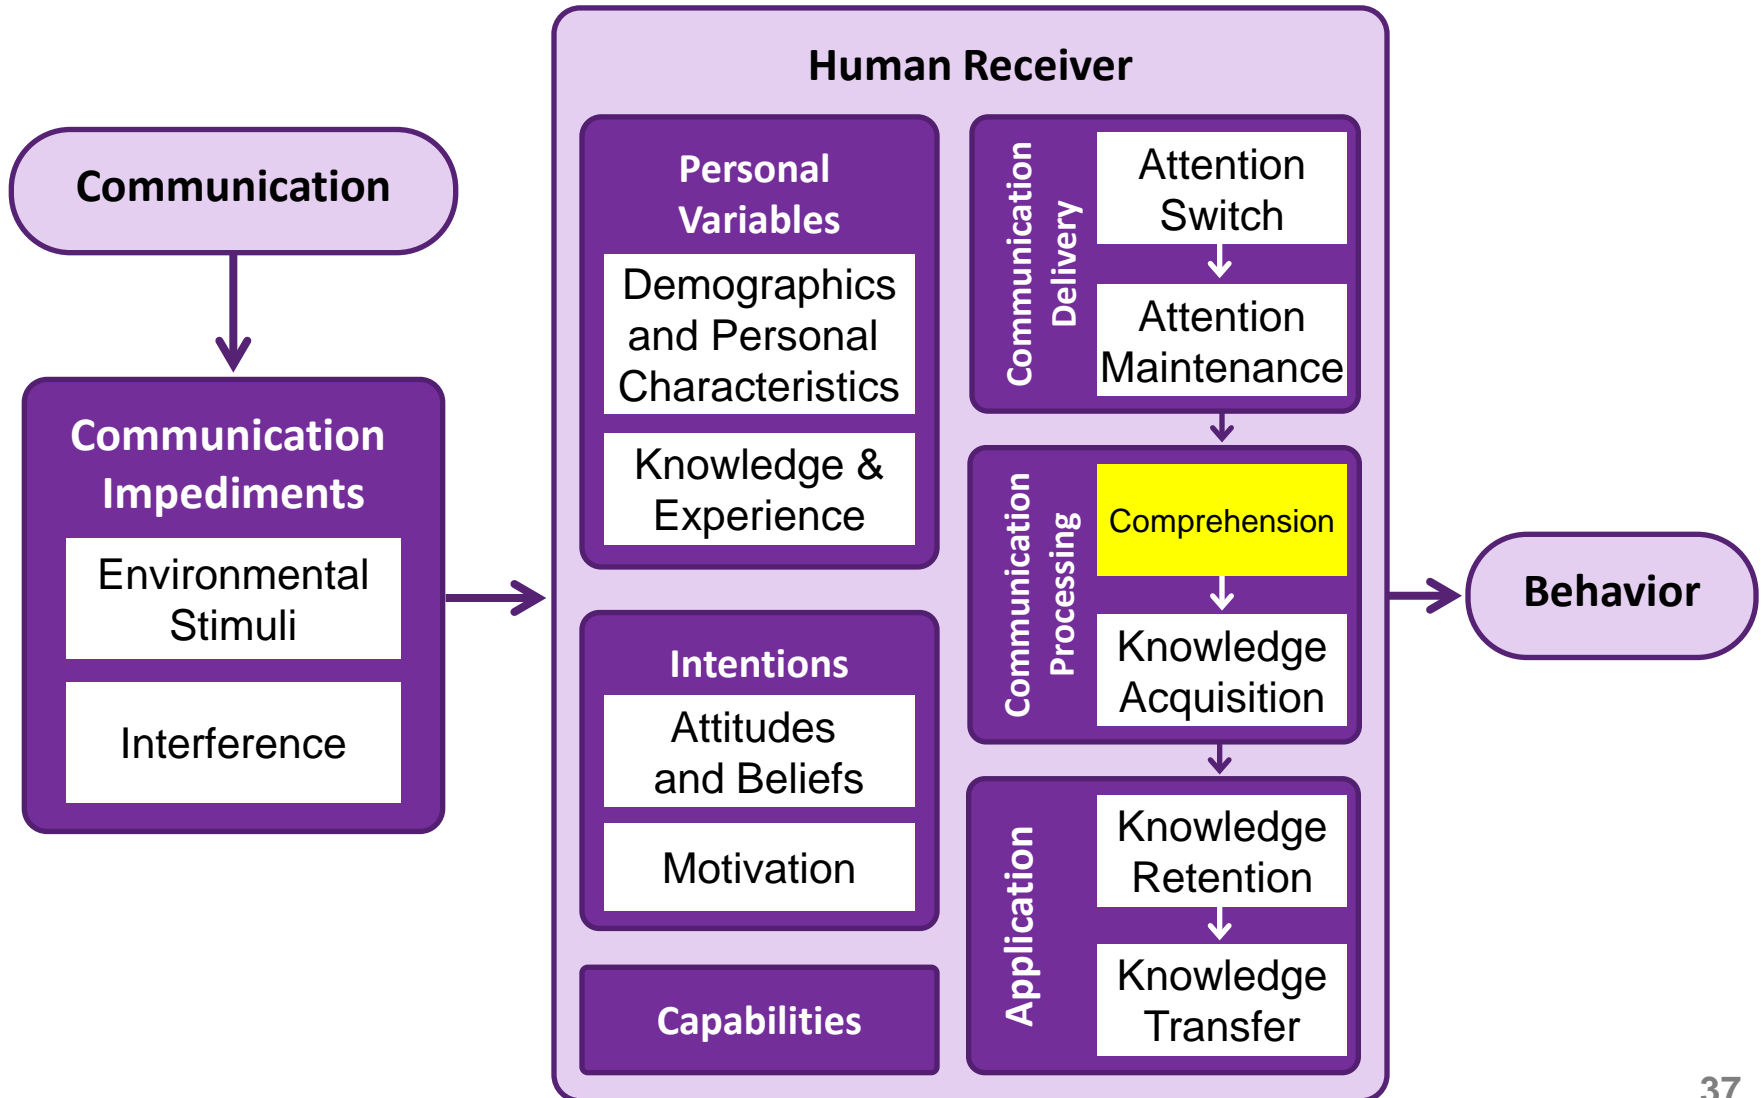 Human Receiver
Communication
Communication
Impediments
Environmental
Stimuli
Interference
Personal
Variables
Demographics
and Personal
Characteristics
Knowledge &
Experience
Intentions
Attitudes
and Beliefs
Motivation
Capabilities
Communication
Delivery
Attention
Switch
Attention
Maintenance
Communication
Processing
Comprehension
Knowledge
Acquisition
Application
Knowledge
Retention
Knowledge
Transfer
Behavior
37